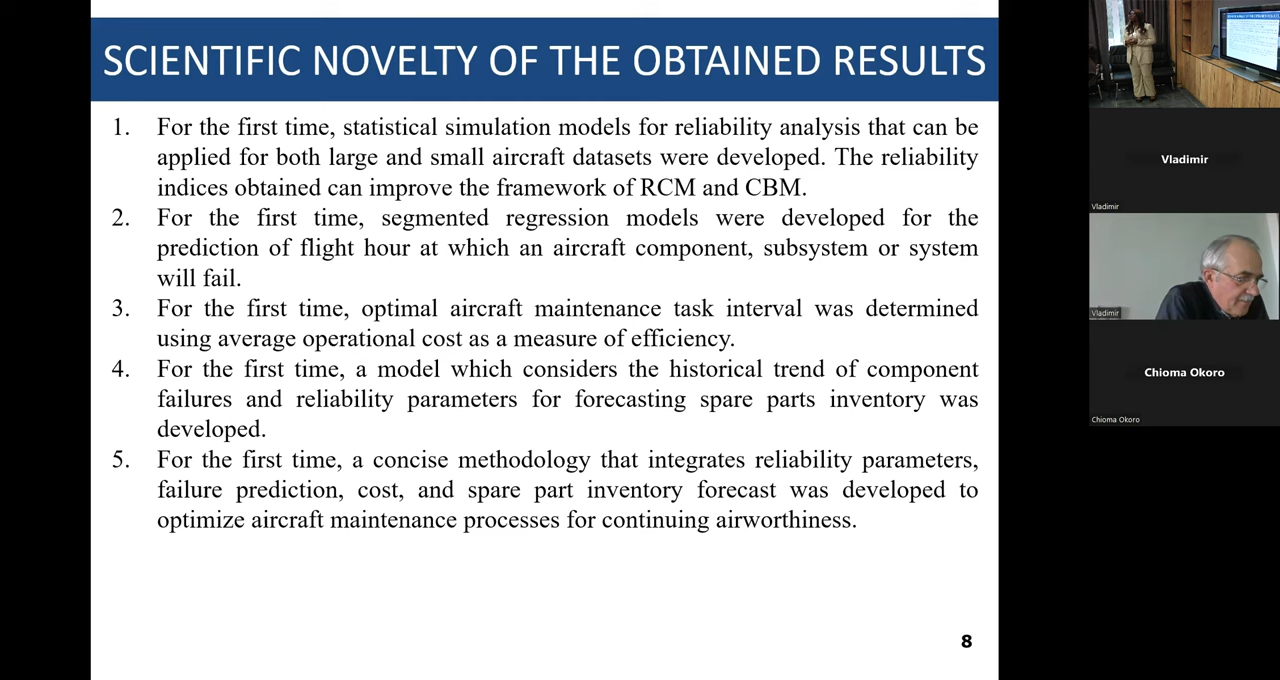 SCIENTIFIC NOVELTY OF THE OBTAINED RESULTS
1. For the first time, statistical simulation models for reliability analysis that can be
applied for both large and small aircraft datasets were developed. The reliability
indices obtained can improve the framework of RCM and CBM.
2. For the first time, segmented regression models were developed for the
prediction of flight hour at which an aircraft component, subsystem or system
will fail.
3. For the first time, optimal aircraft maintenance task interval was determined
using average operational cost as a measure of efficiency.
4. For the first time, a model which considers the historical trend of component
failures and reliability parameters for forecasting spare parts inventory was
developed.
5. For the first time, a concise methodology that integrates reliability parameters,
failure prediction, cost, and spare part inventory forecast was developed to
optimize aircraft maintenance processes for continuing airworthiness.
8
Vladimir
Vladimir
Vladimir
Chioma Okoro
Chioma Okoro